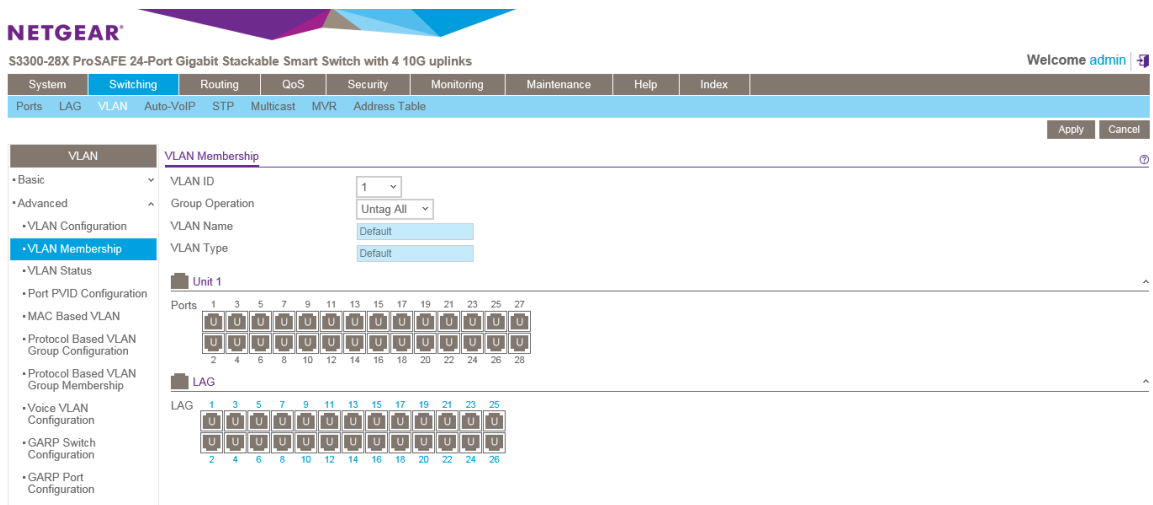 NETGEAR®
S3300-28X ProSAFE 24-Port Gigabit Stackable Smart Switch with 4 10G uplinks
Welcome admin
System Switching Routing QoS Security Monitoring Maintenance Help Index
Ports LAG VLAN Auto-VoIP STP Multicast MVR Address Table
Apply Cancel
VLAN
• Basic
• Advanced
• VLAN Configuration
• VLAN Membership
• VLAN Status
• Port PVID Configuration
• MAC Based VLAN
• Protocol Based VLAN
Group Configuration
• Protocol Based VLAN
Group Membership
• Voice VLAN
Configuration
• GARP Switch
Configuration
• GARP Port
Configuration
VLAN Membership
?
VLAN ID 1
Group Operation Untag All
VLAN Name Default
VLAN Type Default
Unit 1
Ports 1 3 5 7 9 11 13 15 17 19 21 23 25 27
U U U U U U U U U U U U U U
U U U U U U U U U U U U U U
2 4 6 8 10 12 14 16 18 20 22 24 26 28
LAG
LAG 1 3 5 7 9 11 13 15 17 19 21 23 25
U U U U U U U U U U U U U
U U U U U U U U U U U U U
2 4 6 8 10 12 14 16 18 20 22 24 26